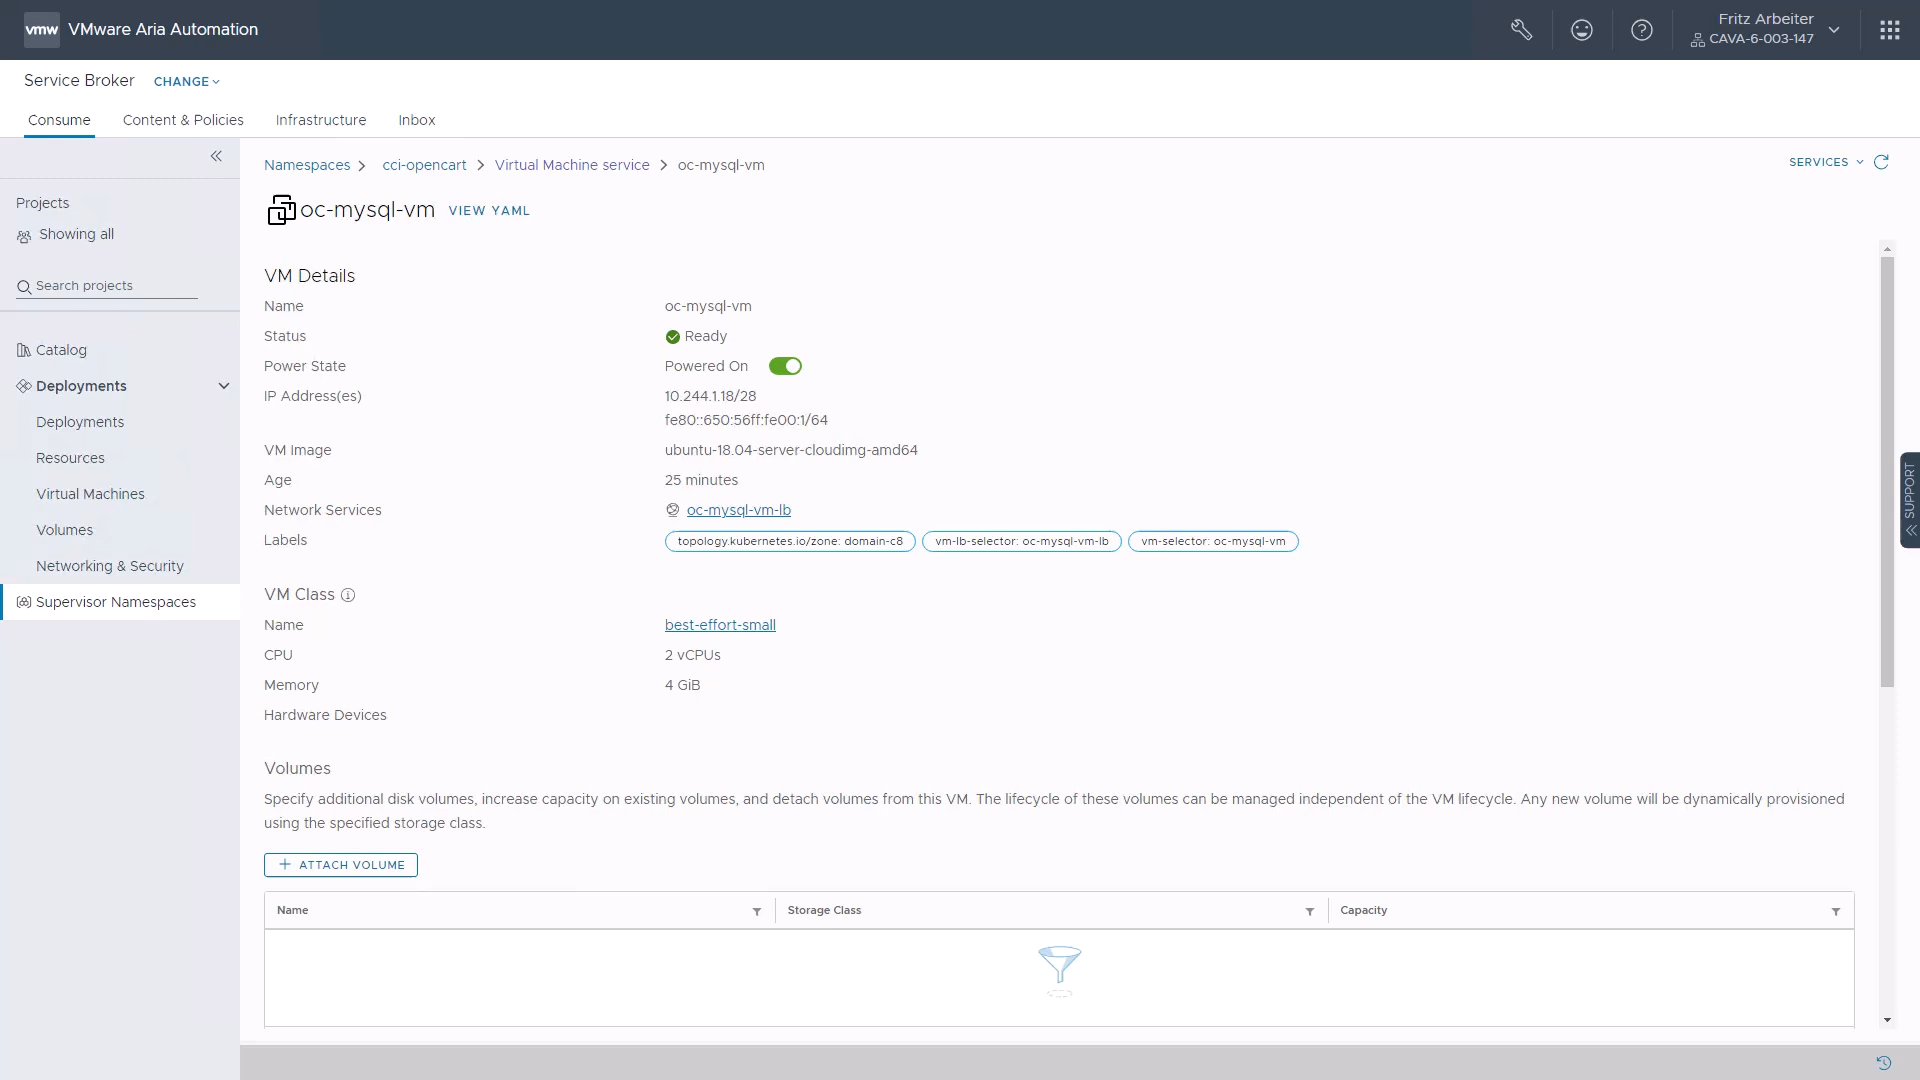 vmw VMware Aria Automation
Fritz Arbeiter
CAVA-6-003-147
Service Broker CHANGE
Consume Content & Policies Infrastructure Inbox
Projects
Showing all
Search projects
Catalog
Deployments
Deployments
Resources
Virtual Machines
Volumes
Networking & Security
Supervisor Namespaces
Namespaces > cci-opencart > Virtual Machine service > oc-mysql-vm
SERVICES
oc-mysql-vm VIEW YAML
VM Details
Name oc-mysql-vm
Status Ready
Power State Powered On
IP Address(es) 10.244.1.18/28
fe80::650:56ff:fe00:1/64
VM Image ubuntu-18.04-server-cloudimg-amd64
Age 25 minutes
Network Services oc-mysql-vm-lb
Labels topology.kubernetes.io/zone: domain-c8 vm-lb-selector: oc-mysql-vm-lb vm-selector: oc-mysql-vm
VM Class
Name best-effort-small
CPU 2 vCPUs
Memory 4 GiB
Hardware Devices
Volumes
Specify additional disk volumes, increase capacity on existing volumes, and detach volumes from this VM. The lifecycle of these volumes can be managed independent of the VM lifecycle. Any new volume will be dynamically provisioned
using the specified storage class.
+ ATTACH VOLUME
Name Storage Class Capacity
SUPPORT